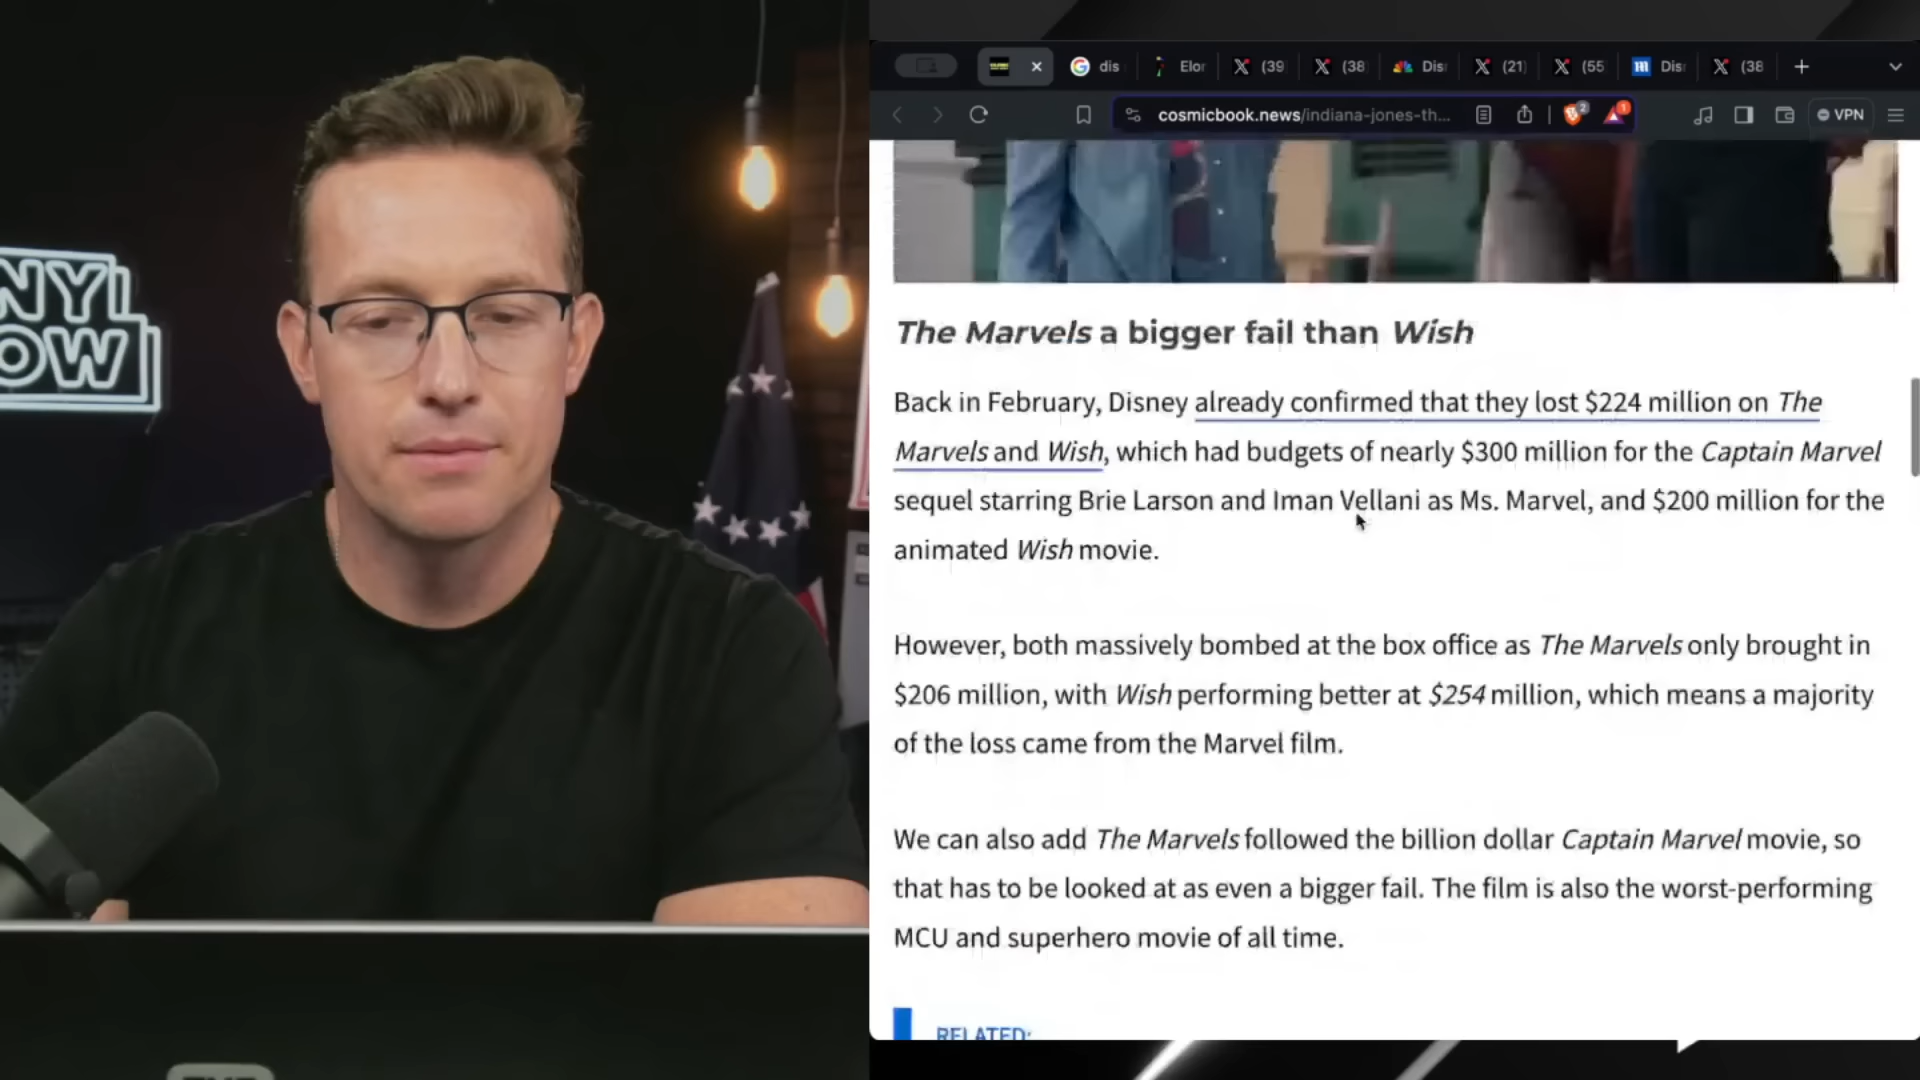 NY
OW
dis
Elor
(39
(38
Dis
(21
(55
Dis
(38
cosmicbook.news/indiana-jones-th...
2
1
VPN
The Marvels a bigger fail than Wish
Back in February, Disney already confirmed that they lost $224 million on The
Marvels and Wish, which had budgets of nearly $300 million for the Captain Marvel
sequel starring Brie Larson and Iman Vellani as Ms. Marvel, and $200 million for the
animated Wish movie.
However, both massively bombed at the box office as The Marvels only brought in
$206 million, with Wish performing better at $254 million, which means a majority
of the loss came from the Marvel film.
We can also add The Marvels followed the billion dollar Captain Marvel movie, so
that has to be looked at as even a bigger fail. The film is also the worst-performing
MCU and superhero movie of all time.
RELATED: